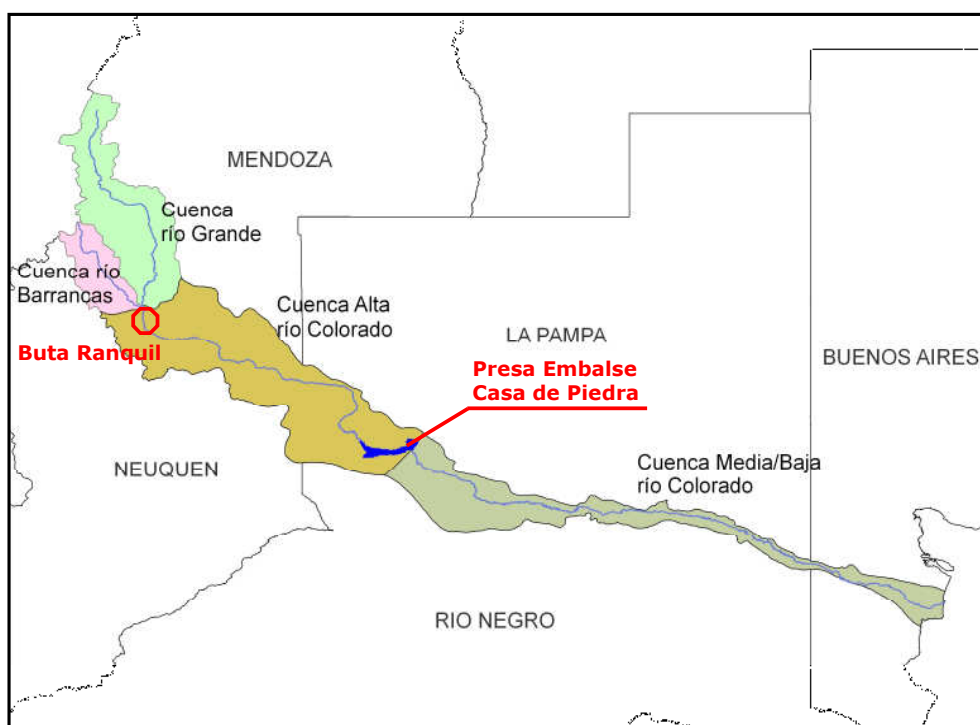 MENDOZA
Cuenca
río Grande
Cuenca río
Barrancas
Cuenca Alta
río Colorado
Buta Ranquil
LA PAMPA
BUENOS AIRES
Presa Embalse
Casa de Piedra
NEUQUEN
Cuenca Media/Baja
río Colorado
RIO NEGRO